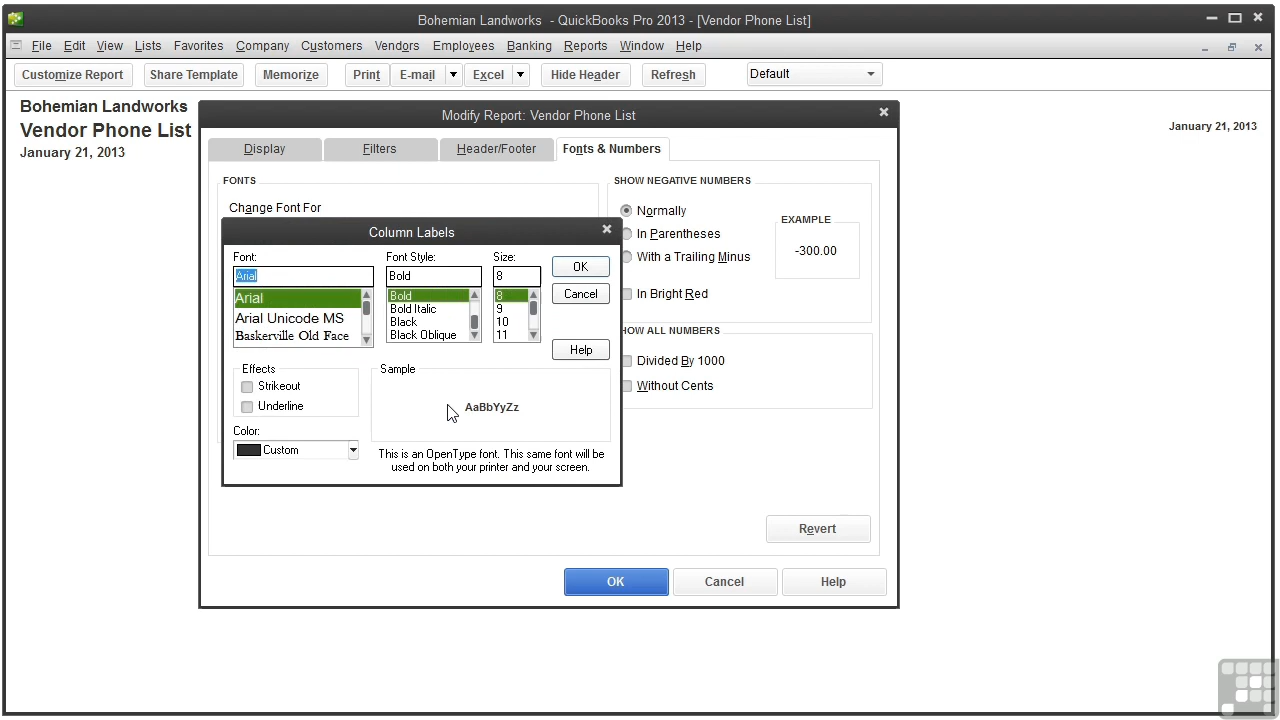 Bohemian Landworks - QuickBooks Pro 2013 - [Vendor Phone List]
File Edit View Lists Favorites Company Customers Vendors Employees Banking Reports Window Help
Customize Report Share Template Memorize Print E-mail Excel Hide Header Refresh Default
Bohemian Landworks
Vendor Phone List
January 21, 2013
January 21, 2013
Modify Report: Vendor Phone List
Display Filters Header/Footer Fonts & Numbers
FONTS
Change Font For
SHOW NEGATIVE NUMBERS
Normally
In Parentheses
With a Trailing Minus
In Bright Red
EXAMPLE
-300.00
HOW ALL NUMBERS
Divided By 1000
Without Cents
Revert
OK Cancel Help
Column Labels
Font:
Arial
Arial
Arial Unicode MS
Baskerville Old Face
Font Style:
Bold
Bold
Bold Italic
Black
Black Oblique
Size:
8
8
9
10
11
OK
Cancel
Help
Effects
Strikeout
Underline
Color:
Custom
Sample
AaBbYyZz
This is an OpenType font. This same font will be
used on both your printer and your screen.